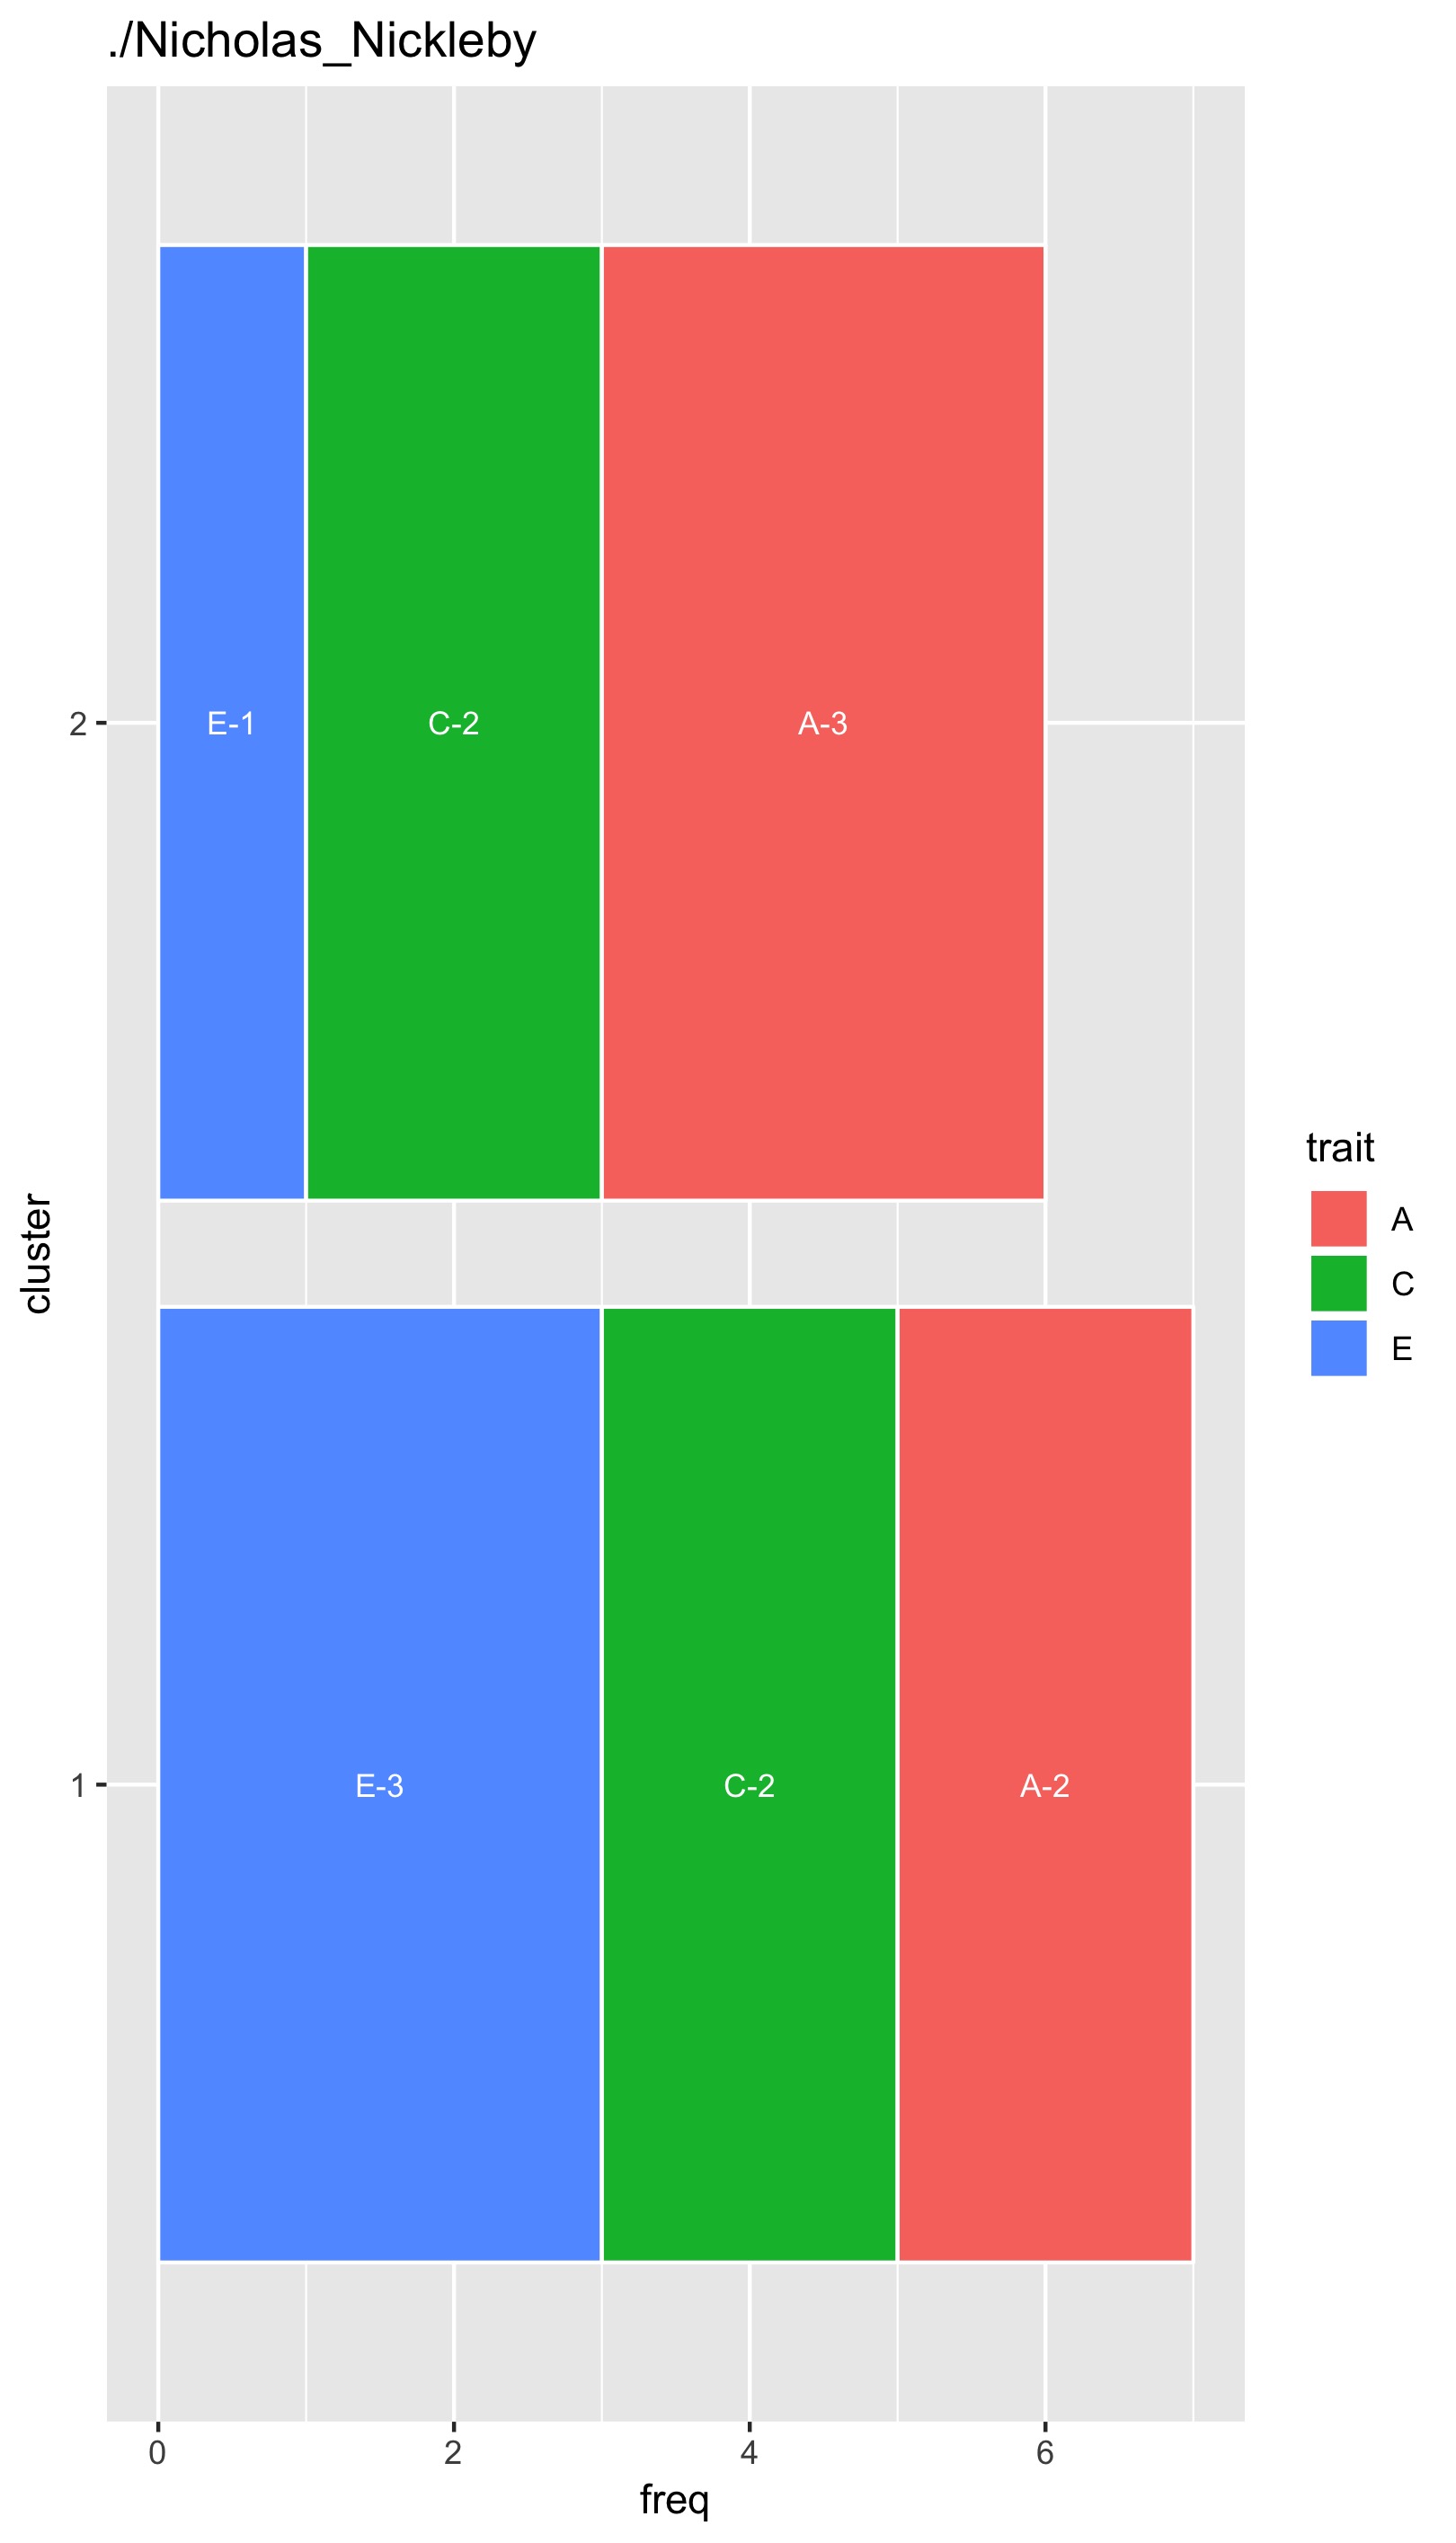 ./Nicholas_Nickleby
cluster
2
E-1 C-2 A-3
1
E-3 C-2 A-2
0 2 4 6
freq
trait
A
C
E